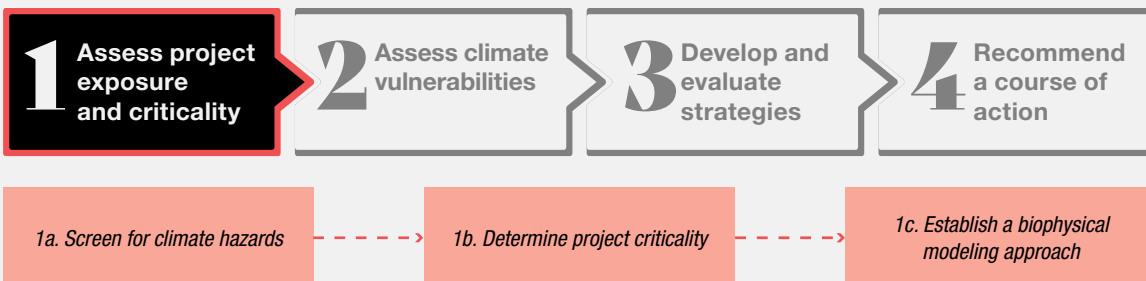 1 Assess project
exposure
and criticality
2 Assess climate
vulnerabilities
3 Develop and
evaluate
strategies
4 Recommend
a course of
action
1a. Screen for climate hazards
1b. Determine project criticality
1c. Establish a biophysical
modeling approach